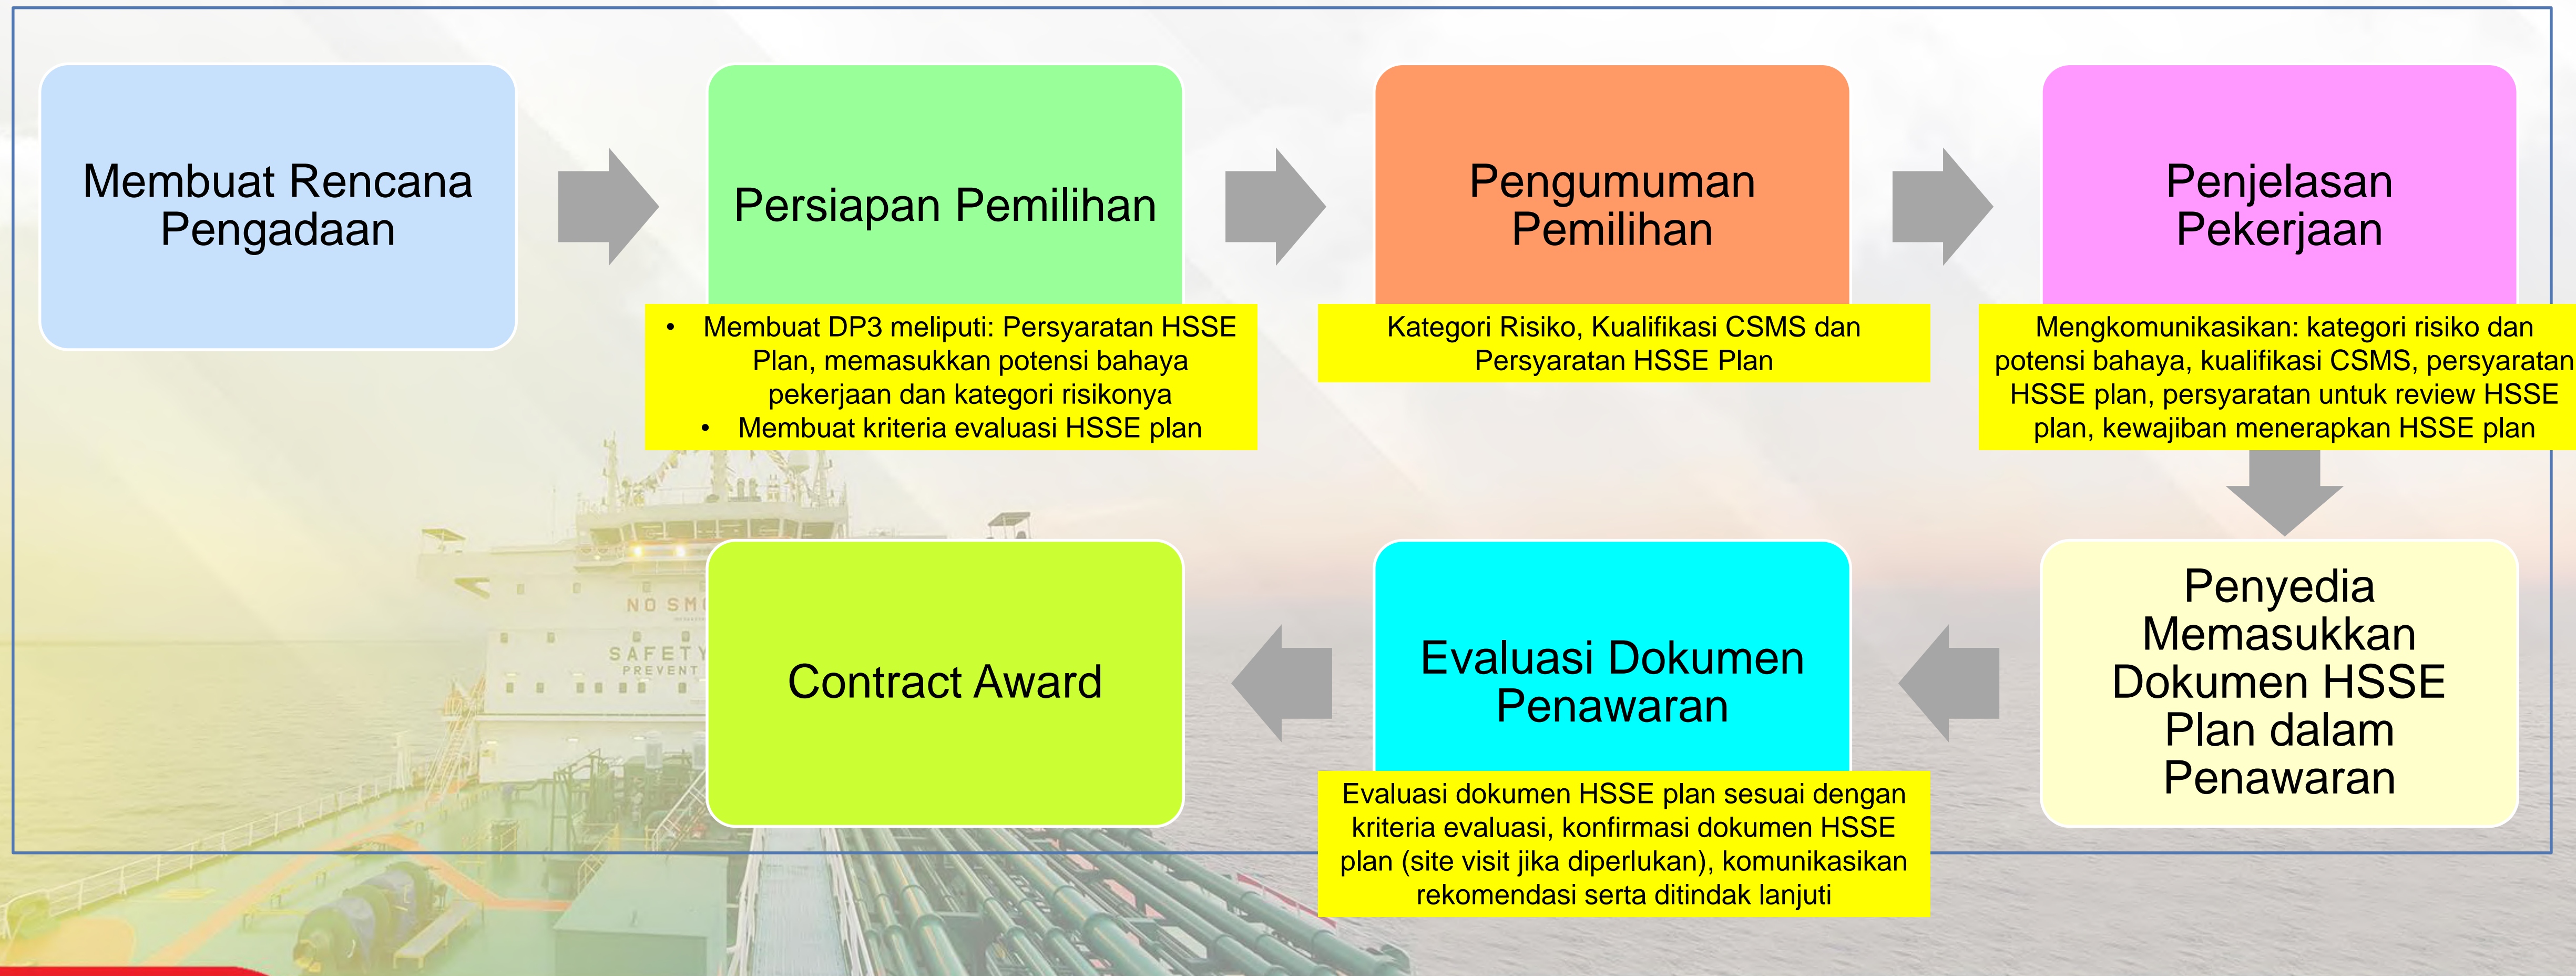 Membuat Rencana
Pengadaan
Persiapan Pemilihan
• Membuat DP3 meliputi: Persyaratan HSSE
Plan, memasukkan potensi bahaya
pekerjaan dan kategori risikonya
• Membuat kriteria evaluasi HSSE plan
Pengumuman
Pemilihan
Kategori Risiko, Kualifikasi CSMS dan
Persyaratan HSSE Plan
Penjelasan
Pekerjaan
Mengkomunikasikan: kategori risiko dan
potensi bahaya, kualifikasi CSMS, persyaratan
HSSE plan, persyaratan untuk review HSSE
plan, kewajiban menerapkan HSSE plan
Penyedia
Memasukkan
Dokumen HSSE
Plan dalam
Penawaran
Evaluasi Dokumen
Penawaran
Evaluasi dokumen HSSE plan sesuai dengan
kriteria evaluasi, konfirmasi dokumen HSSE
plan (site visit jika diperlukan), komunikasikan
rekomendasi serta ditindak lanjuti
Contract Award
NO SM
SAFETY
PREVENT